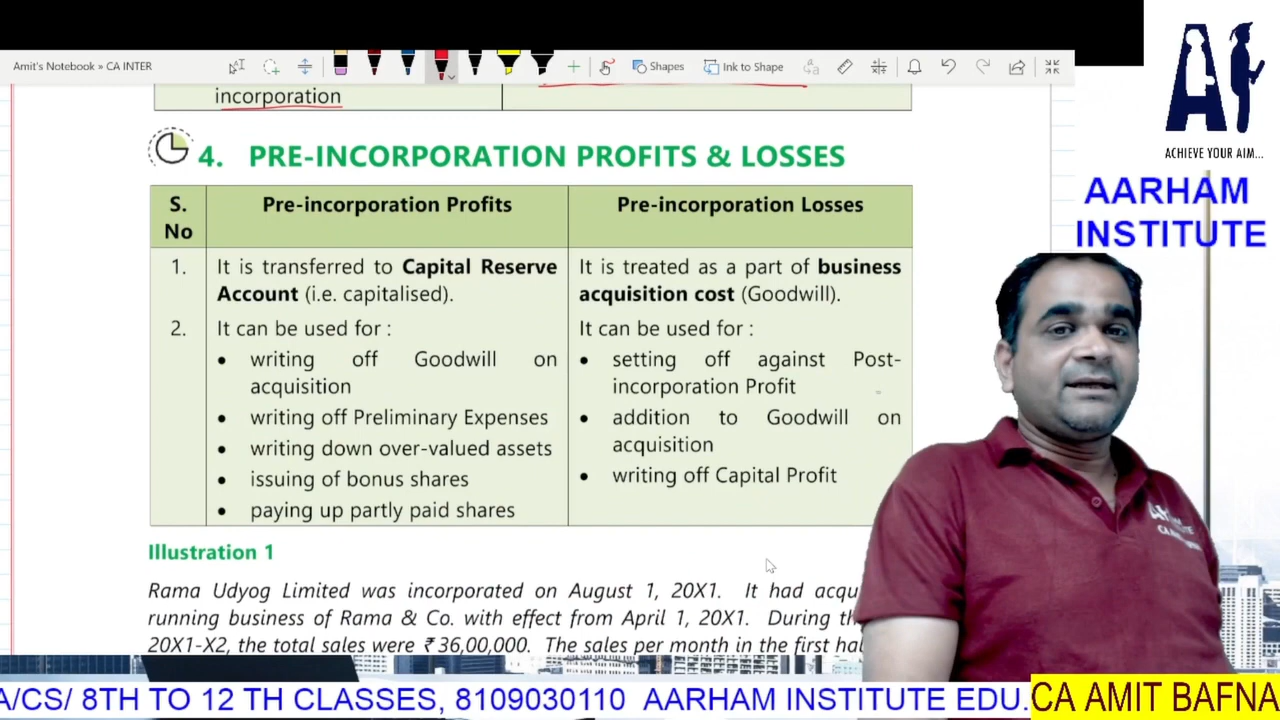 Amit's Notebook » CA INTER
Shapes
Ink to Shape
incorporation
4. PRE-INCORPORATION PROFITS & LOSSES
S. No
Pre-incorporation Profits
Pre-incorporation Losses
1.
It is transferred to Capital Reserve
Account (i.e. capitalised).
It is treated as a part of business
acquisition cost (Goodwill).
2.
It can be used for :
• writing off Goodwill on
acquisition
• writing off Preliminary Expenses
• writing down over-valued assets
• issuing of bonus shares
• paying up partly paid shares
It can be used for :
• setting off against Post-
incorporation Profit
• addition to Goodwill on
acquisition
• writing off Capital Profit
Illustration 1
Rama Udyog Limited was incorporated on August 1, 20X1. It had
running business of Rama & Co. with effect from April 1, 20X1. During
20X1-X2, the total sales were ₹ 36,00,000. The sales per month in the first
ACHIEVE YOUR AIM...
AARHAM
INSTITUTE
A/CS/ 8TH TO 12 TH CLASSES, 8109030110 AARHAM INSTITUTE EDU.
CA AMIT BAFNA